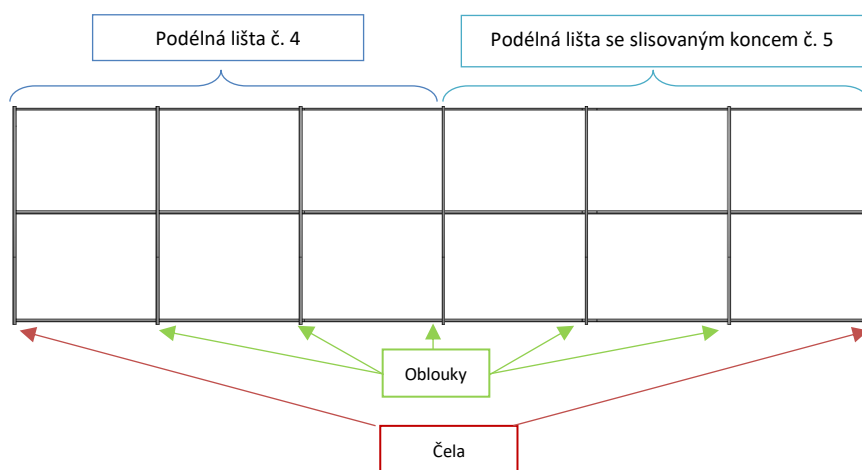 Podélná lišta č. 4
Podélná lišta se slisovaným koncem č. 5
Oblouky
Čela